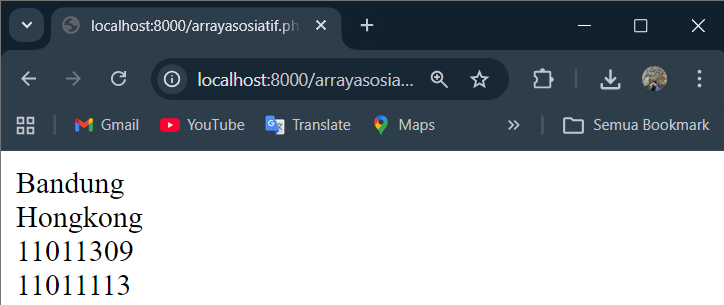 localhost:8000/arrayasosiatif.ph
localhost:8000/arrayasosia...
Gmail
YouTube
Translate
Maps
Semua Bookmark
Bandung
Hongkong
11011309
11011113